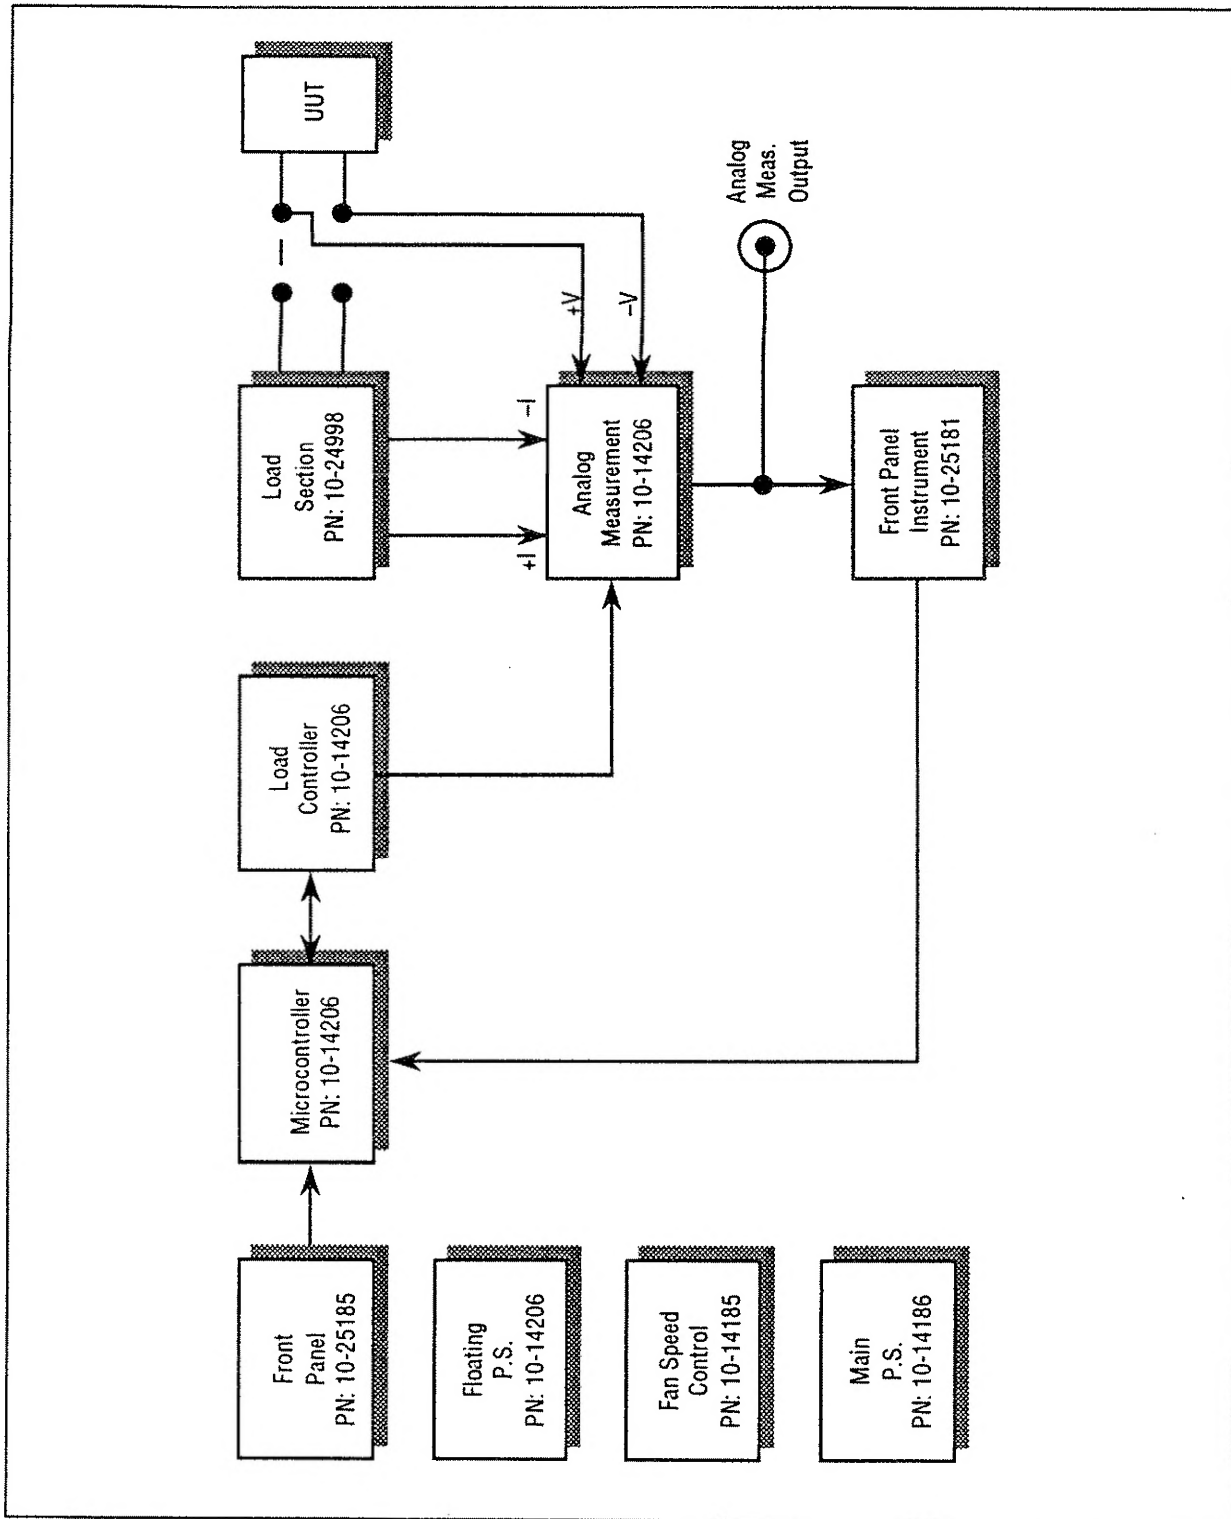 Front
Panel
PN: 10-25185
Microcontroller
PN: 10-14206
Load
Controller
PN: 10-14206
Load
Section
PN: 10-24998
UUT
Floating
P.S.
PN: 10-14206
+I
−I
+V
−V
Analog
Measurement
PN: 10-14206
Fan Speed
Control
PN: 10-14185
Analog
Meas.
Output
Main
P.S.
PN: 10-14186
Front Panel
Instrument
PN: 10-25181